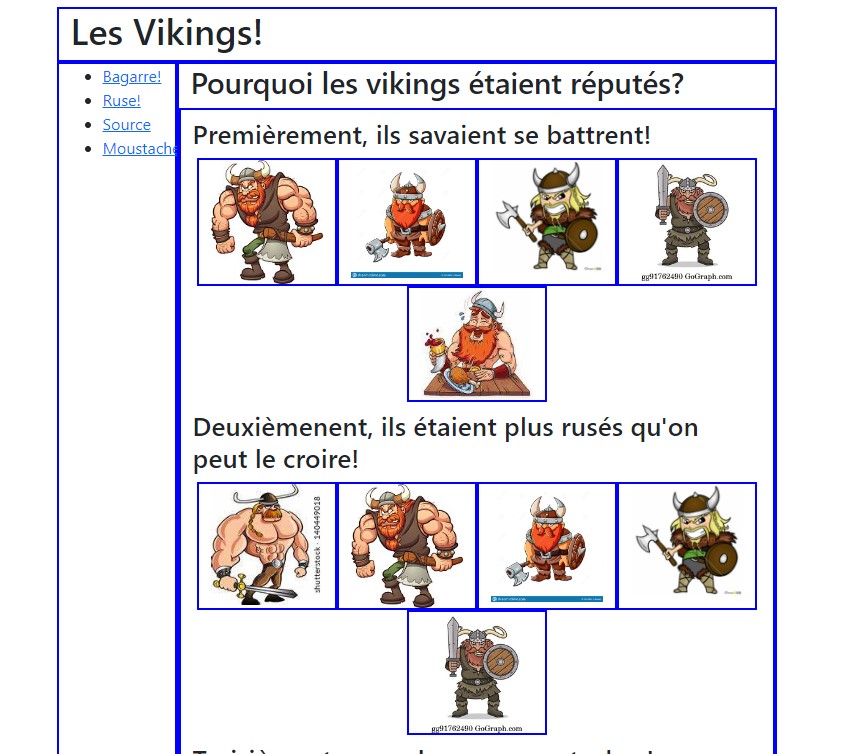 Les Vikings!
Bagarre!
Ruse!
Source
Moustache
Pourquoi les vikings étaient réputés?
Premièrement, ils savaient se battrent!
gg91762490 GoGraph.com
Deuxièmenent, ils étaient plus rusés qu'on
peut le croire!
shutterstock · 140449018
gg91762490 GoGraph.com